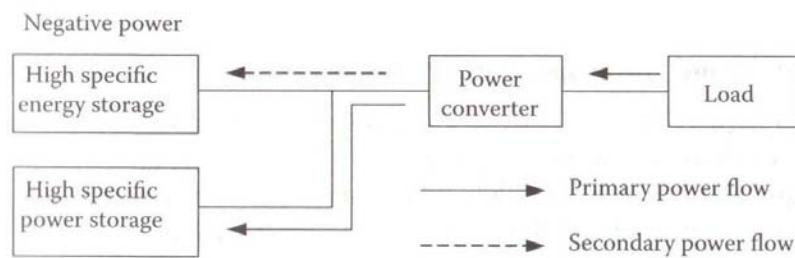 Negative power
High specific
energy storage
Power
converter
Load
High specific
power storage
Primary power flow
Secondary power flow